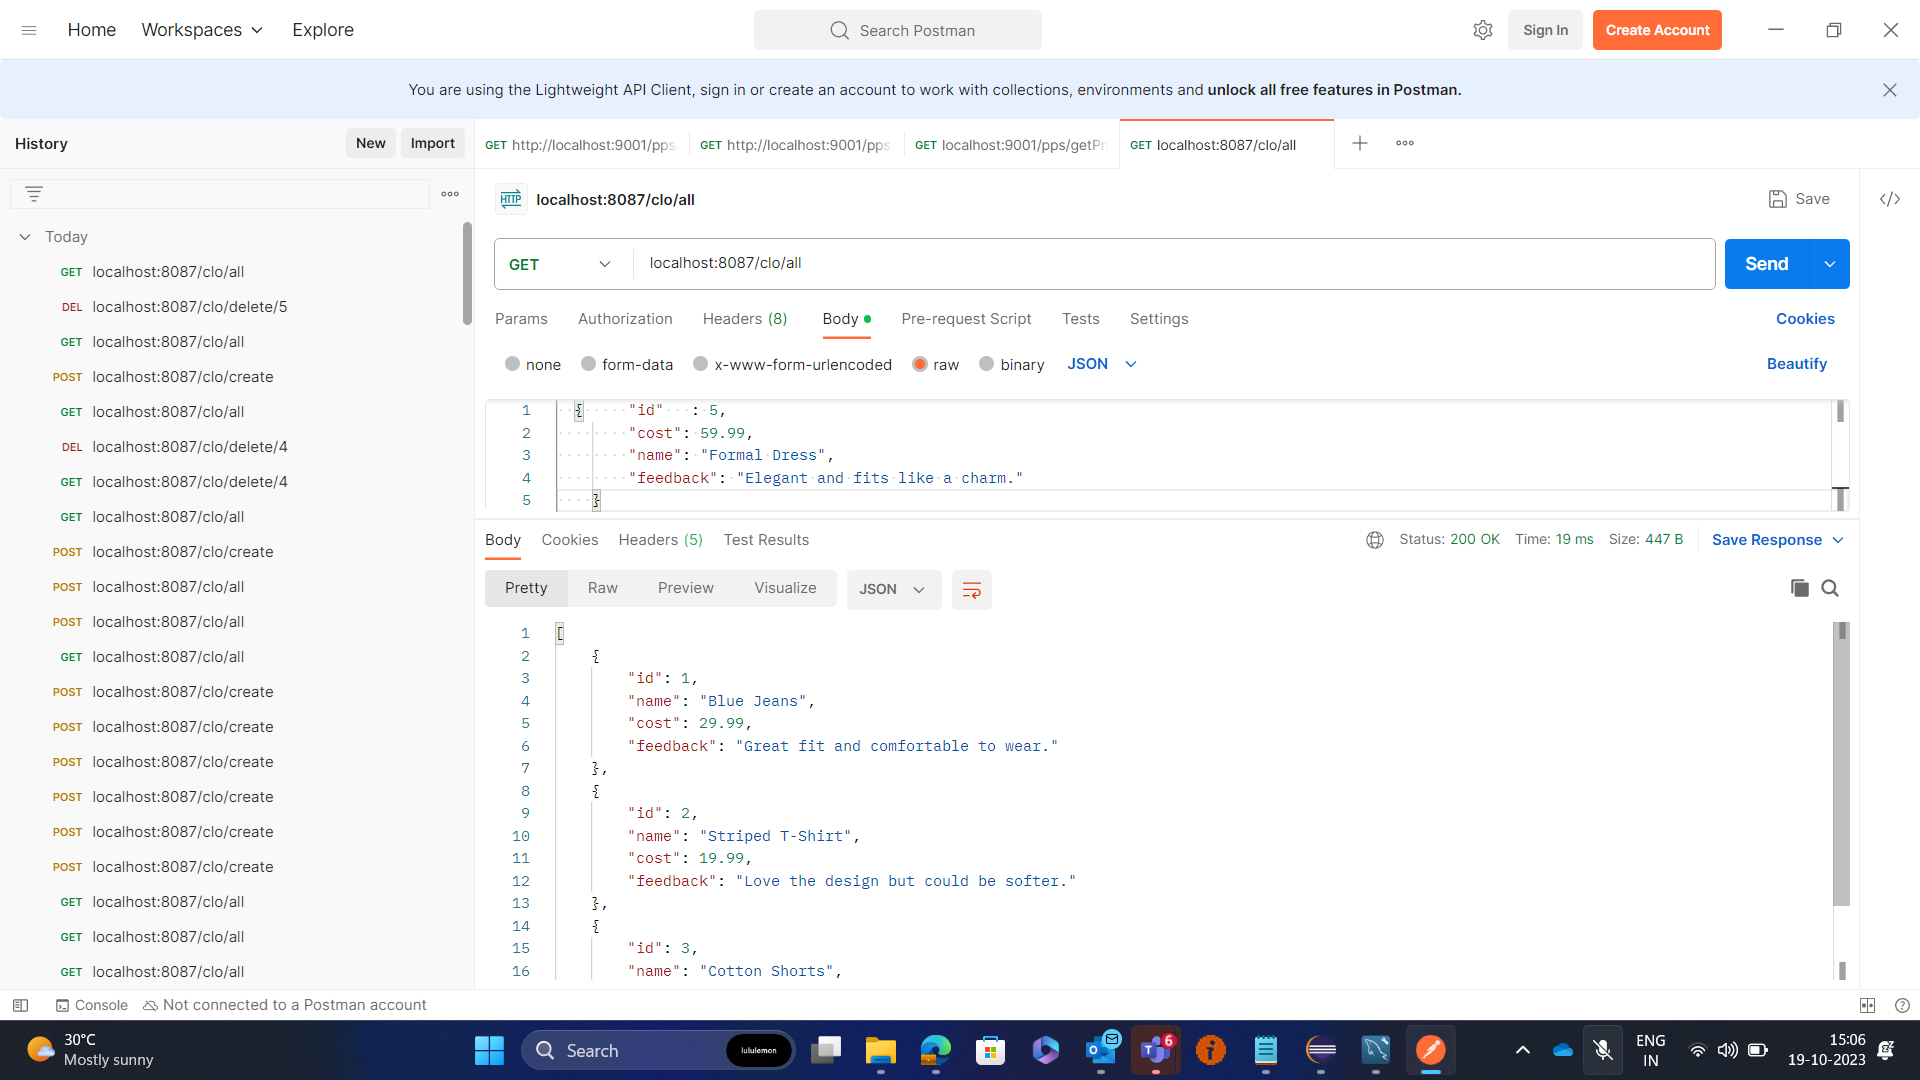 Home Workspaces Explore Search Postman Sign In Create Account
You are using the Lightweight API Client, sign in or create an account to work with collections, environments and unlock all free features in Postman.
History New Import
GET http://localhost:9001/pps GET http://localhost:9001/pps GET localhost:9001/pps/getPr GET localhost:8087/clo/all
HTTP localhost:8087/clo/all Save
Today
GET localhost:8087/clo/all
DEL localhost:8087/clo/delete/5
GET localhost:8087/clo/all
POST localhost:8087/clo/create
GET localhost:8087/clo/all
DEL localhost:8087/clo/delete/4
GET localhost:8087/clo/delete/4
GET localhost:8087/clo/all
POST localhost:8087/clo/create
POST localhost:8087/clo/all
POST localhost:8087/clo/all
GET localhost:8087/clo/all
POST localhost:8087/clo/create
POST localhost:8087/clo/create
POST localhost:8087/clo/create
POST localhost:8087/clo/create
POST localhost:8087/clo/create
POST localhost:8087/clo/create
GET localhost:8087/clo/all
GET localhost:8087/clo/all
GET localhost:8087/clo/all
GET localhost:8087/clo/all Send
Params Authorization Headers (8) Body Pre-request Script Tests Settings Cookies
none form-data x-www-form-urlencoded raw binary JSON Beautify
1 { "id" : 5,
2 "cost": 59.99,
3 "name": "Formal Dress",
4 "feedback": "Elegant and fits like a charm."
5 }
Body Cookies Headers (5) Test Results Status: 200 OK Time: 19 ms Size: 447 B Save Response
Pretty Raw Preview Visualize JSON
1 [
2 {
3 "id": 1,
4 "name": "Blue Jeans",
5 "cost": 29.99,
6 "feedback": "Great fit and comfortable to wear."
7 },
8 {
9 "id": 2,
10 "name": "Striped T-Shirt",
11 "cost": 19.99,
12 "feedback": "Love the design but could be softer."
13 },
14 {
15 "id": 3,
16 "name": "Cotton Shorts",
Console Not connected to a Postman account
30°C
Mostly sunny
Search lululemon
6
ENG
IN
15:06
19-10-2023